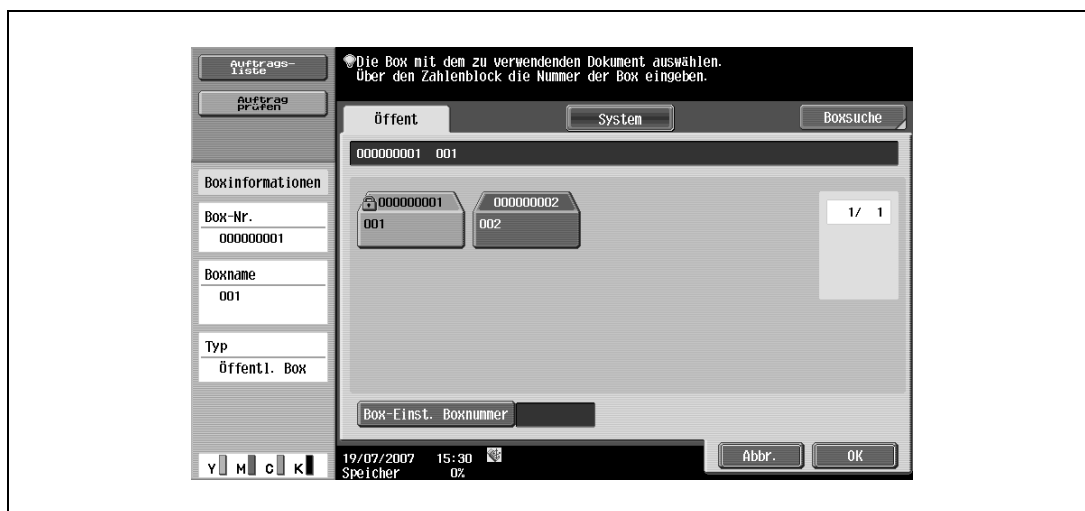 Auftrags-
liste
Auftrag
prüfen
Die Box mit dem zu verwendenden Dokument auswählen.
Über den Zahlenblock die Nummer der Box eingeben.
Öffent
System
Boxsuche
000000001 001
Boxinformationen
Box-Nr.
000000001
Boxname
001
Typ
Öffentl. Box
000000001
001
000000002
002
1/ 1
Box-Einst. Boxnummer
Y M C K
19/07/2007 15:30
Speicher 0%
Abbr.
OK